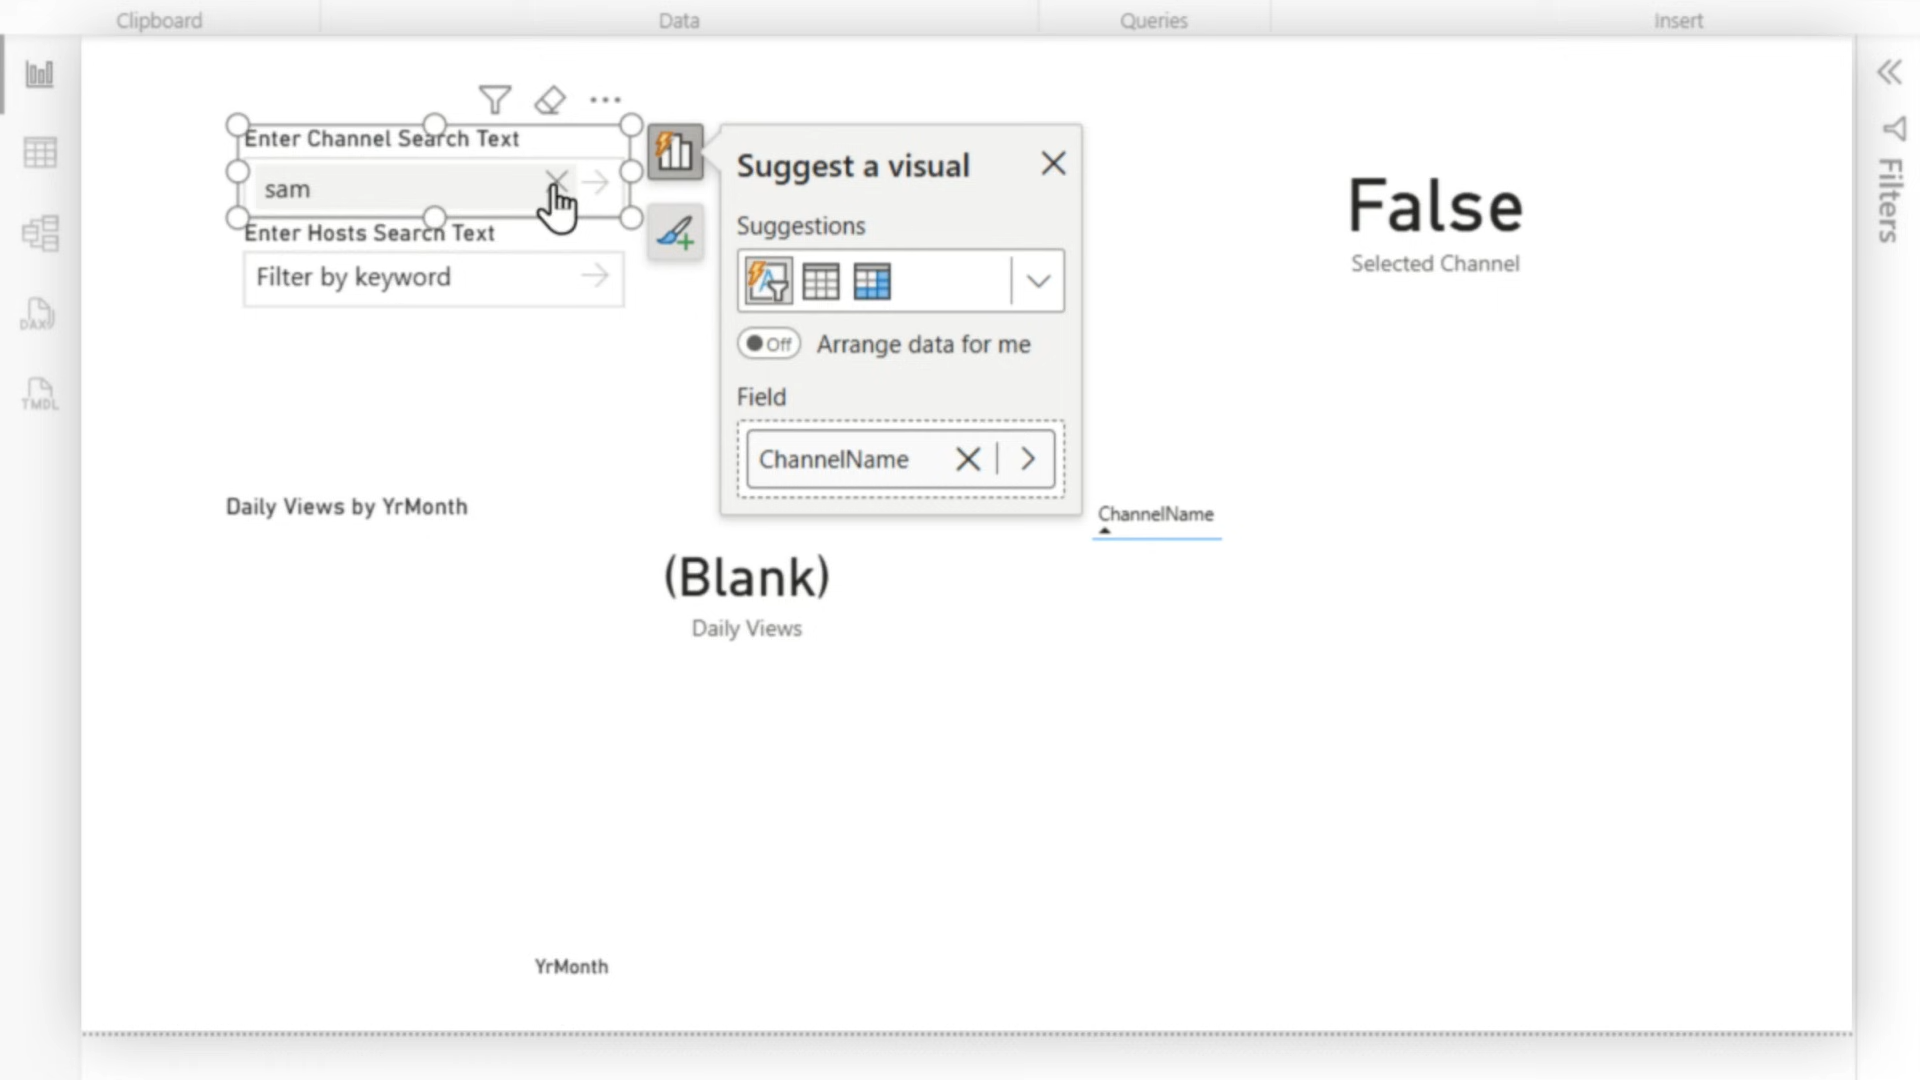 Clipboard
Data
Queries
Insert
Enter Channel Search Text
sam
Enter Hosts Search Text
Filter by keyword
Suggest a visual
Suggestions
Off
Arrange data for me
Field
ChannelName
False
Selected Channel
Filters
DAX
TMDL
Daily Views by YrMonth
ChannelName
(Blank)
Daily Views
YrMonth